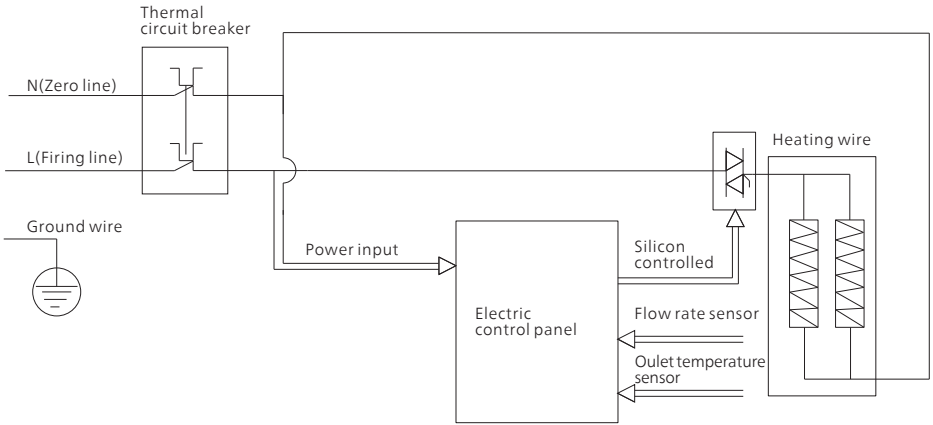 Thermal
circuit breaker
N(Zero line)
L(Firing line)
Heating wire
Ground wire
Power input
Silicon
controlled
Electric
control panel
Flow rate sensor
Oulet temperature
sensor